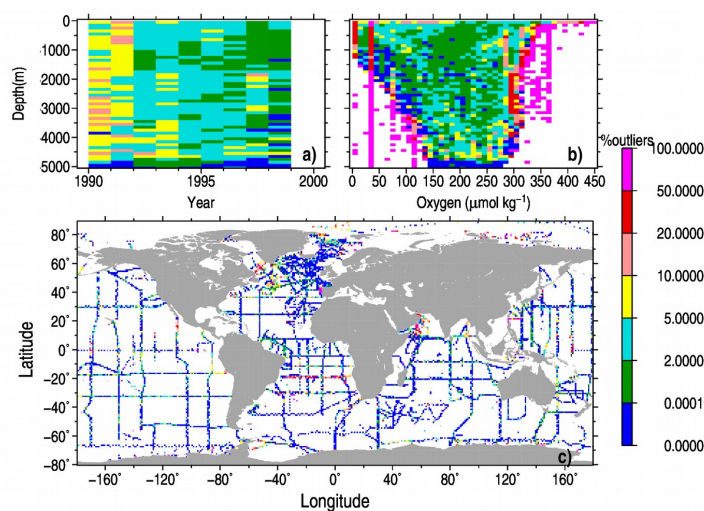 0
1000
2000
3000
4000
5000
Depth(m)
1990 1995 2000
Year
a)
0 50 100 150 200 250 300 350 400 450
Oxygen (μmol kg⁻¹)
b)
%outliers
100.0000
50.0000
20.0000
10.0000
5.0000
2.0000
0.0001
0.0000
80°
60°
40°
20°
0°
−20°
−40°
−60°
−80°
Latitude
−160° −120° −80° −40° 0° 40° 80° 120° 160°
Longitude
c)